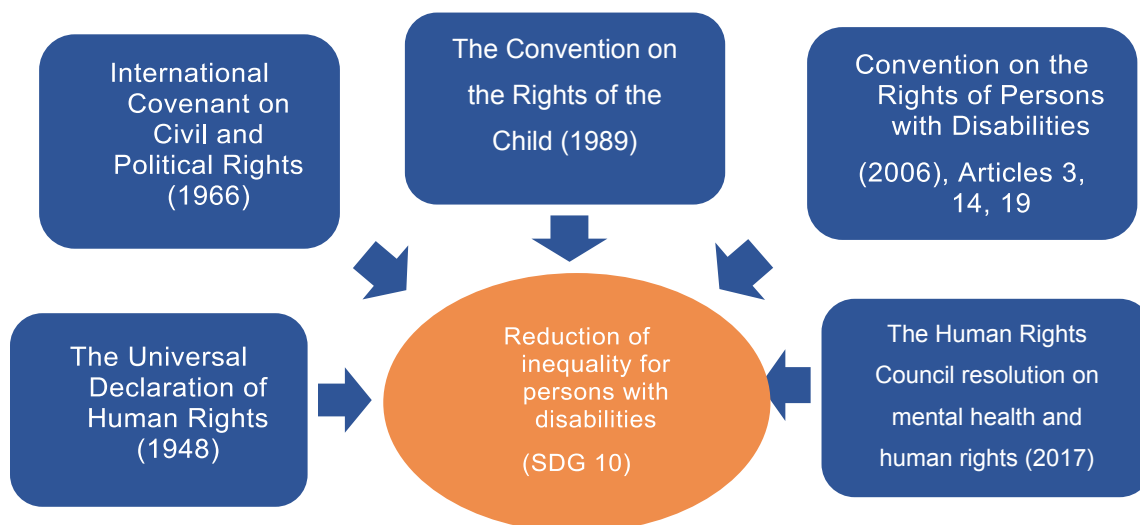 International
Covenant on
Civil and
Political Rights
(1966)
The Convention on
the Rights of the
Child (1989)
Convention on the
Rights of Persons
with Disabilities
(2006), Articles 3,
14, 19
The Universal
Declaration of
Human Rights
(1948)
Reduction of
inequality for
persons with
disabilities
(SDG 10)
The Human Rights
Council resolution on
mental health and
human rights (2017)